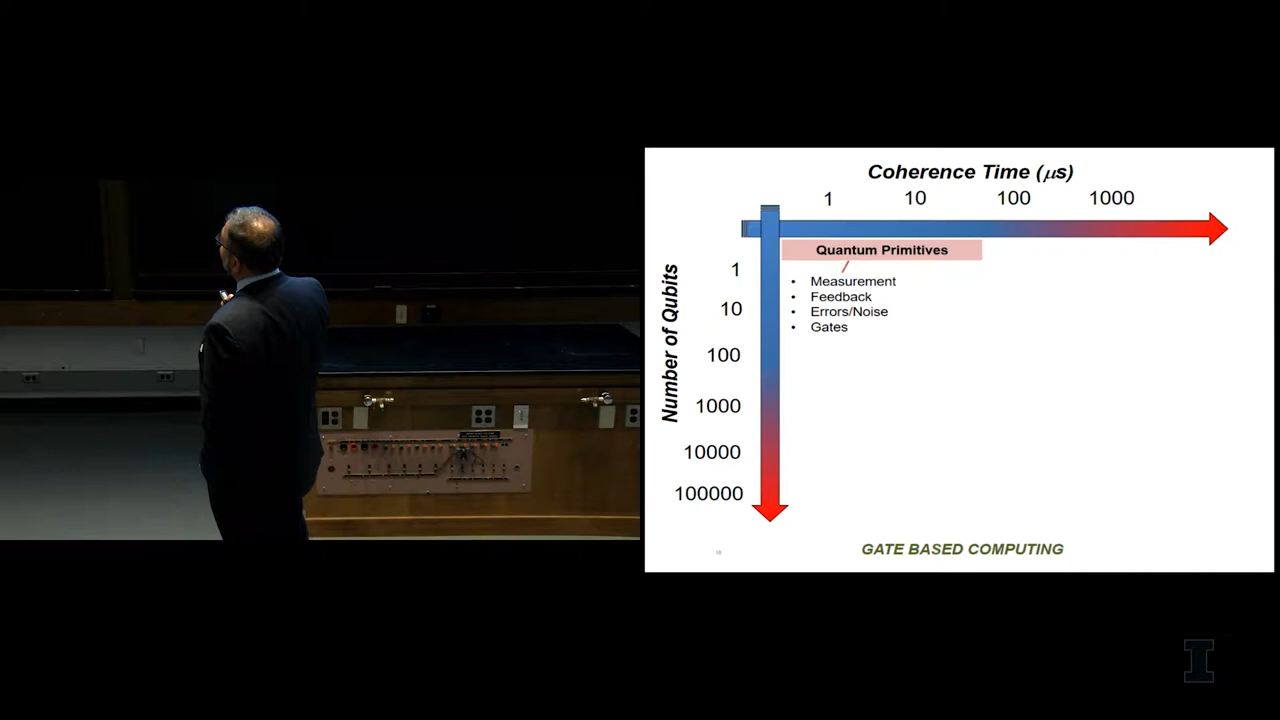 Coherence Time (μs)
1 10 100 1000
Quantum Primitives
Number of Qubits
1
10
100
1000
10000
100000
• Measurement
• Feedback
• Errors/Noise
• Gates
GATE BASED COMPUTING
I